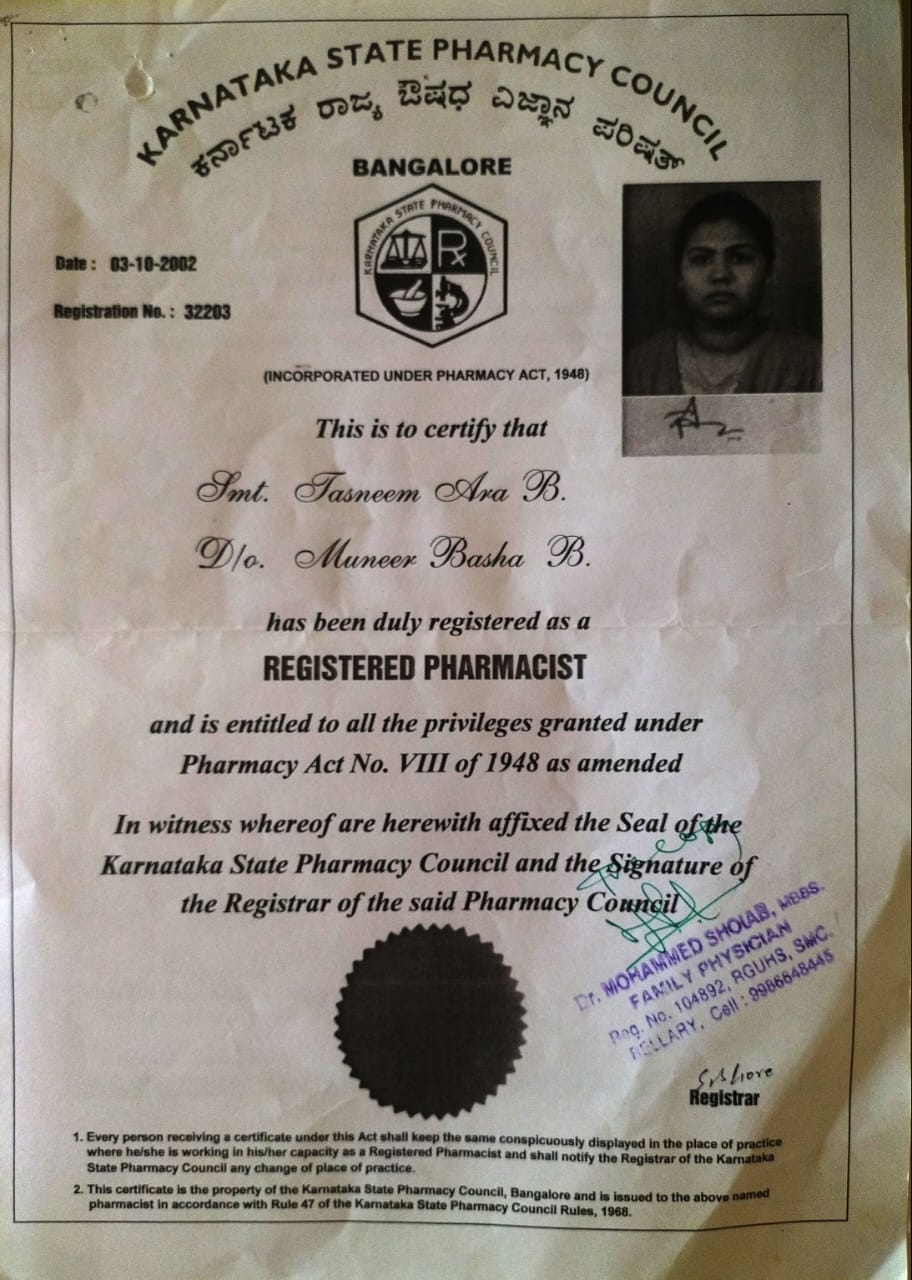 KARNATAKA STATE PHARMACY COUNCIL
ಕರ್ನಾಟಕ ರಾಜ್ಯ ಔಷಧ ವಿಜ್ಞಾನ ಪರಿಷತ್
BANGALORE
KARNATAKA STATE PHARMACY COUNCIL
Rx
Date : 03-10-2002
Registration No. : 32203
(INCORPORATED UNDER PHARMACY ACT, 1948)
This is to certify that
Smt. Tasneem Ara B.
D/o. Muneer Basha B.
has been duly registered as a
REGISTERED PHARMACIST
and is entitled to all the privileges granted under
Pharmacy Act No. VIII of 1948 as amended
In witness whereof are herewith affixed the Seal of the
Karnataka State Pharmacy Council and the Signature of
the Registrar of the said Pharmacy Council
True copy
Dr. MOHAMMED SHOIAB, MBBS.
FAMILY PHYSICIAN
Reg. No. 104892, RGUHS, SMC.
BELLARY. Cell : 9986648445
Registrar
1. Every person receiving a certificate under this Act shall keep the same conspicuously displayed in the place of practice
where he/she is working in his/her capacity as a Registered Pharmacist and shall notify the Registrar of the Karnataka
State Pharmacy Council any change of place of practice.
2. This certificate is the property of the Karnataka State Pharmacy Council, Bangalore and is issued to the above named
pharmacist in accordance with Rule 47 of the Karnataka State Pharmacy Council Rules, 1968.